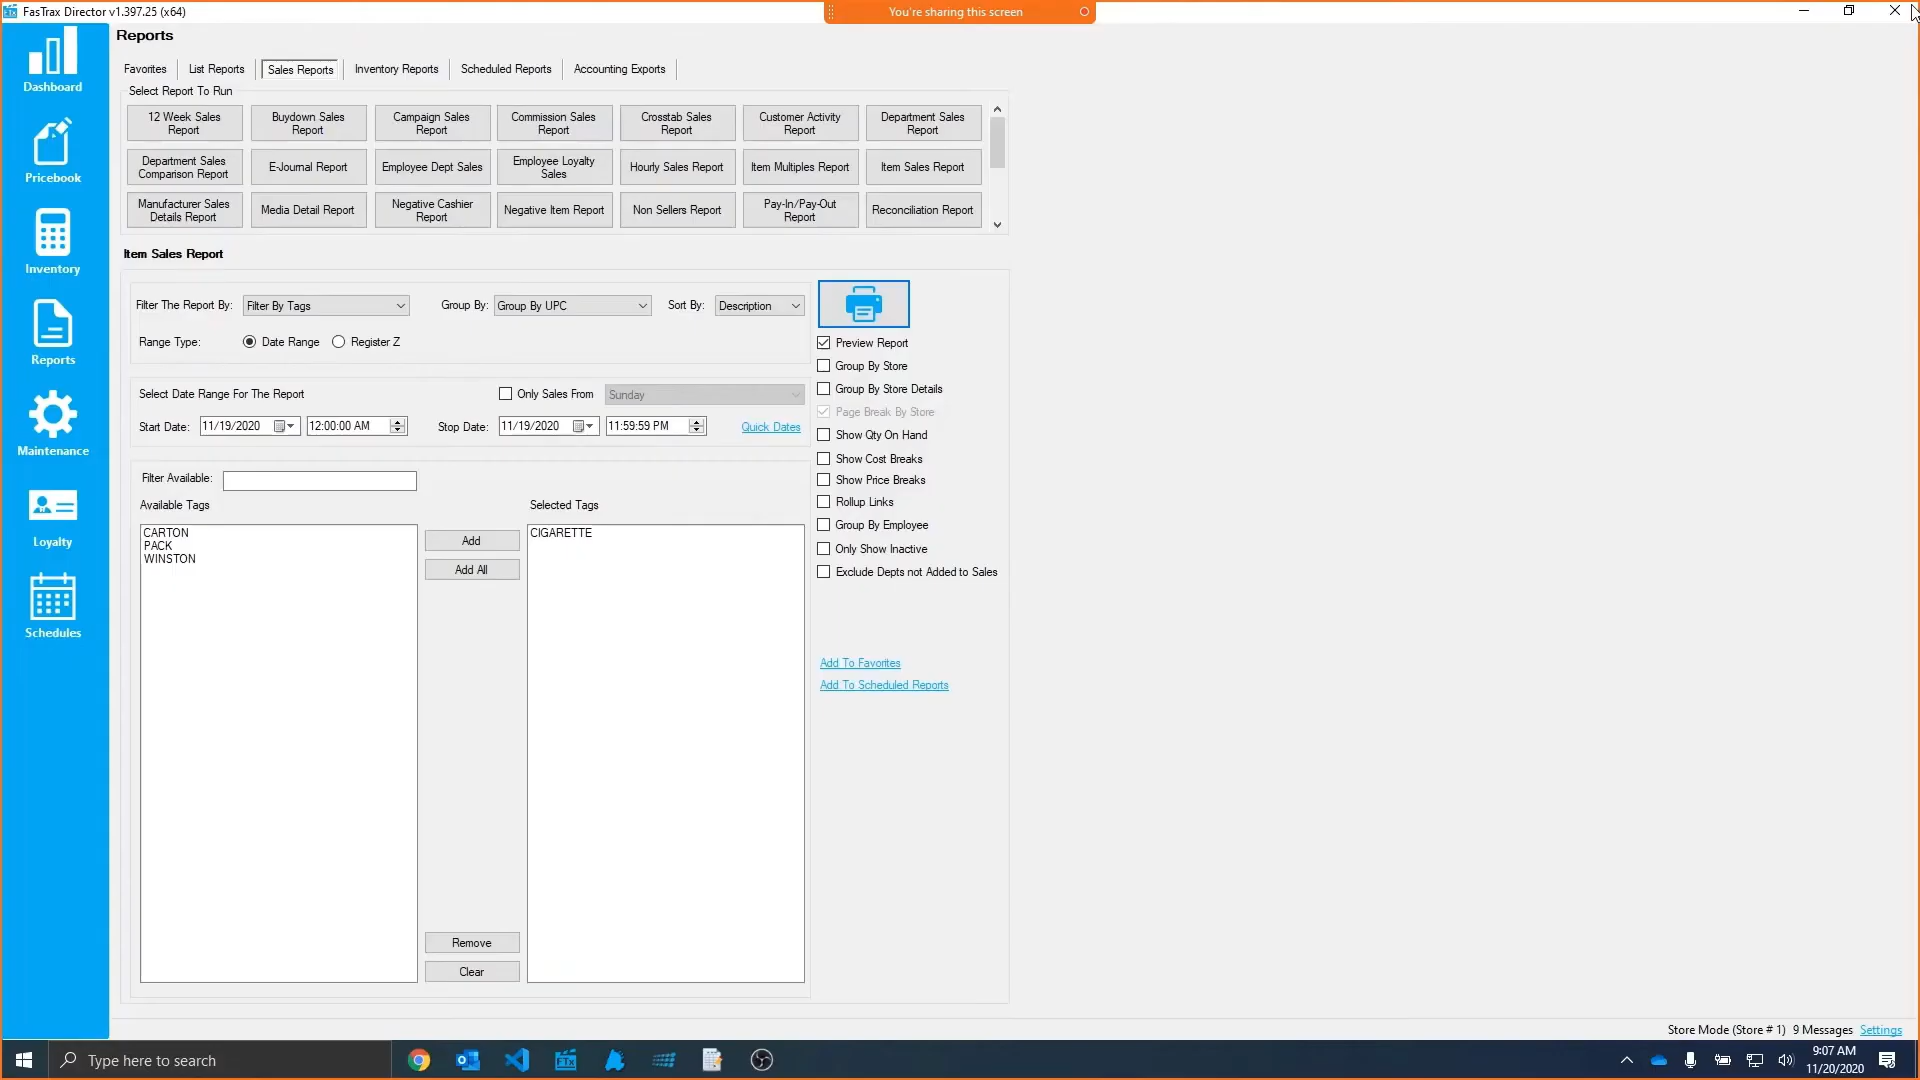 FasTrax Director v1.397.25 (x64)
You're sharing this screen
Reports
Favorites
List Reports
Sales Reports
Inventory Reports
Scheduled Reports
Accounting Exports
Select Report To Run
12 Week Sales
Report
Buydown Sales
Report
Campaign Sales
Report
Commission Sales
Report
Crosstab Sales
Report
Customer Activity
Report
Department Sales
Report
Department Sales
Comparison Report
E-Journal Report
Employee Dept Sales
Employee Loyalty
Sales
Hourly Sales Report
Item Multiples Report
Item Sales Report
Manufacturer Sales
Details Report
Media Detail Report
Negative Cashier
Report
Negative Item Report
Non Sellers Report
Pay-In/Pay-Out
Report
Reconciliation Report
Dashboard
Pricebook
Inventory
Reports
Maintenance
Loyalty
Schedules
Item Sales Report
Filter The Report By:
Filter By Tags
Group By:
Group By UPC
Sort By:
Description
Range Type:
Date Range
Register Z
Select Date Range For The Report
Only Sales From
Sunday
Start Date:
11/19/2020
12:00:00 AM
Stop Date:
11/19/2020
11:59:59 PM
Quick Dates
Filter Available:
Available Tags
Selected Tags
CARTON
PACK
WINSTON
Add
Add All
Remove
Clear
CIGARETTE
Preview Report
Group By Store
Group By Store Details
Page Break By Store
Show Qty On Hand
Show Cost Breaks
Show Price Breaks
Rollup Links
Group By Employee
Only Show Inactive
Exclude Depts not Added to Sales
Add To Favorites
Add To Scheduled Reports
Store Mode (Store # 1) 9 Messages Settings
Type here to search
FTx
9:07 AM
11/20/2020